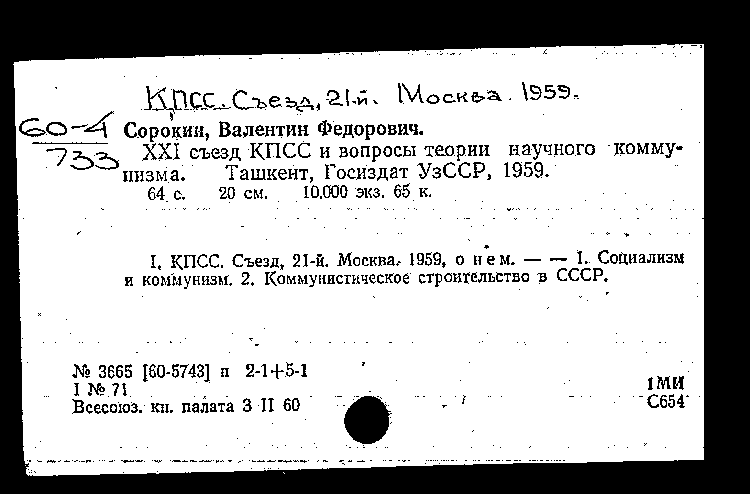 КПСС. Съезд, 21-й. Москва. 1959.
60-4
733
Сорокин, Валентин Федорович.
XXI съезд КПСС и вопросы теории научного комму-
низма. Ташкент, Госиздат УзССР, 1959.
64 с. 20 см. 10.000 экз. 65 к.
I. КПСС. Съезд, 21-й. Москва. 1959, о нем. — — 1. Социализм
и коммунизм. 2. Коммунистическое строительство в СССР.
№ 3665 [60-5743] п 2-1+5-1
I № 71
Всесоюз. кн. палата 3 II 60
1МИ
С654